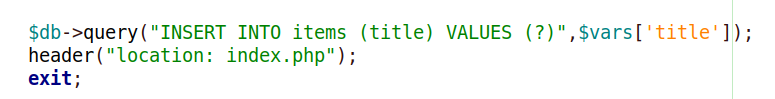 $db->query("INSERT INTO items (title) VALUES (?)",$vars['title']);
header("location: index.php");
exit;